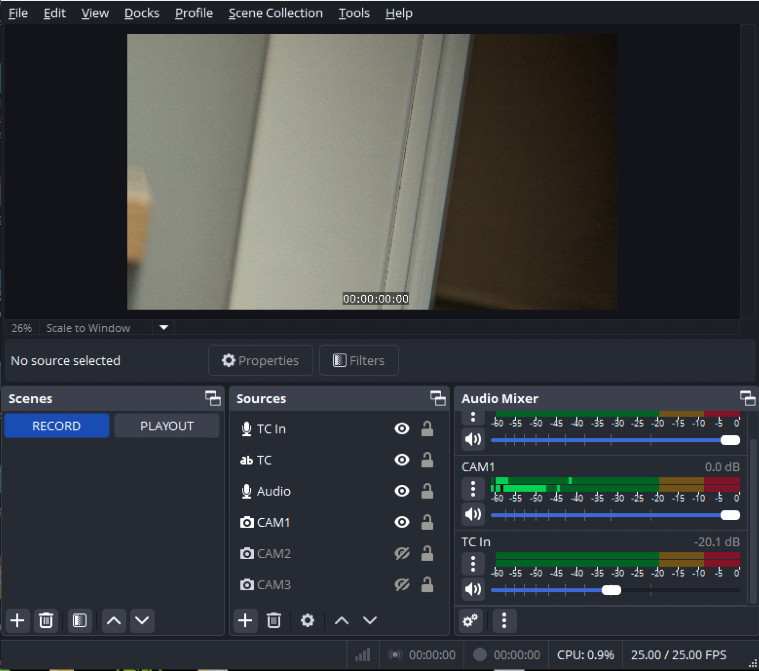 File Edit View Docks Profile Scene Collection Tools Help
00:00:00:00
26% Scale to Window
No source selected Properties Filters
Scenes
RECORD PLAYOUT
Sources
TC In
ab TC
Audio
CAM1
CAM2
CAM3
Audio Mixer
-60 -55 -50 -45 -40 -35 -30 -25 -20 -15 -10 -5 0
CAM1 0.0 dB
-60 -55 -50 -45 -40 -35 -30 -25 -20 -15 -10 -5 0
TC In -20.1 dB
-60 -55 -50 -45 -40 -35 -30 -25 -20 -15 -10 -5 0
00:00:00 00:00:00 CPU: 0.9% 25.00 / 25.00 FPS